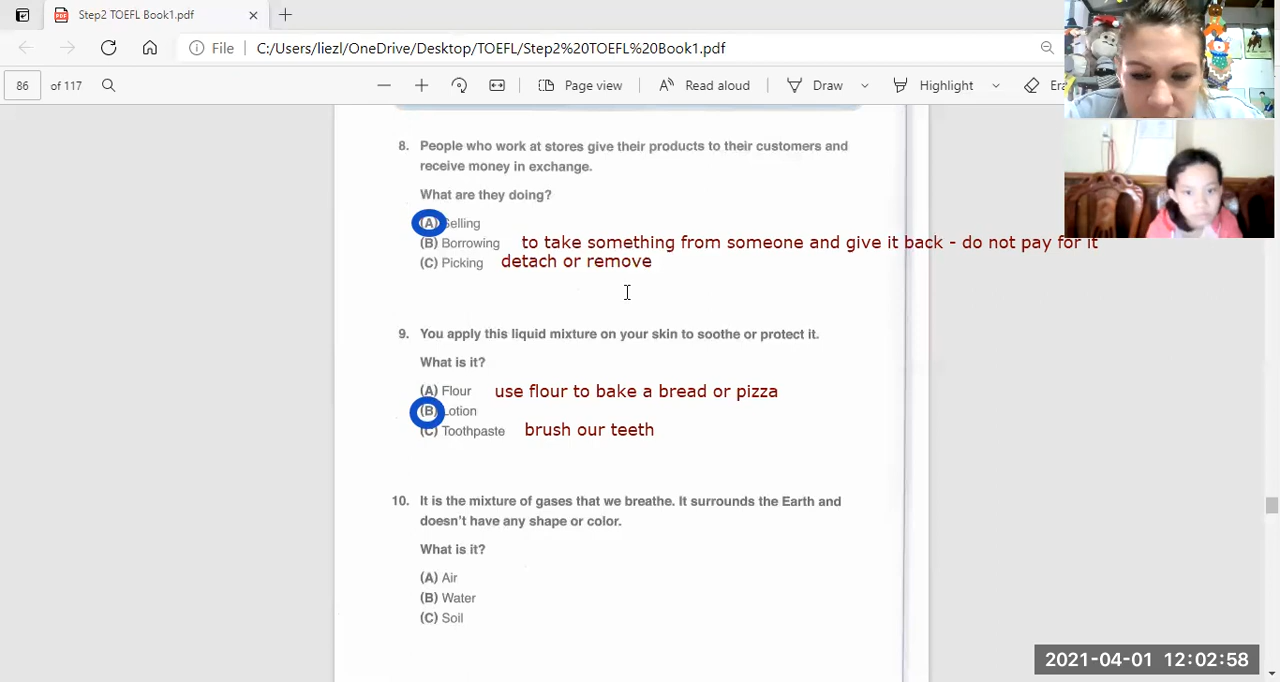 Step2 TOEFL Book1.pdf
File C:/Users/liezl/OneDrive/Desktop/TOEFL/Step2%20TOEFL%20Book1.pdf
86 of 117 Page view Read aloud Draw Highlight
8. People who work at stores give their products to their customers and
receive money in exchange.
What are they doing?
(A) Selling
(B) Borrowing to take something from someone and give it back - do not pay for it
(C) Picking detach or remove
9. You apply this liquid mixture on your skin to soothe or protect it.
What is it?
(A) Flour use flour to bake a bread or pizza
(B) Lotion
(C) Toothpaste brush our teeth
10. It is the mixture of gases that we breathe. It surrounds the Earth and
doesn't have any shape or color.
What is it?
(A) Air
(B) Water
(C) Soil
2021-04-01 12:02:58